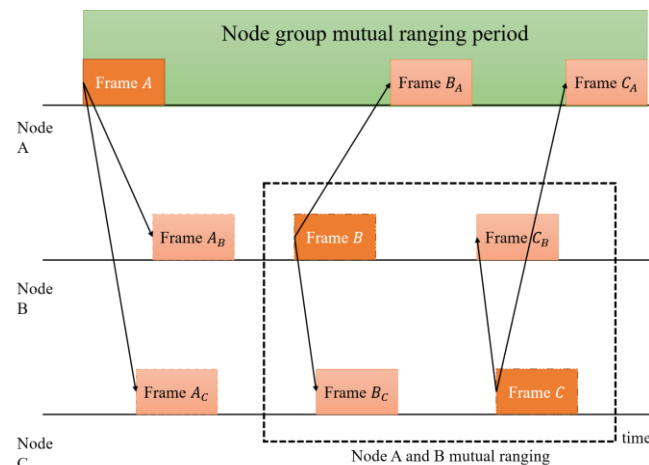 Node group mutual ranging period
Frame A
Frame B_A
Frame C_A
Node
A
Frame A_B
Frame B
Frame C_B
Node
B
Frame A_C
Frame B_C
Frame C
time
Node
C
Node A and B mutual ranging